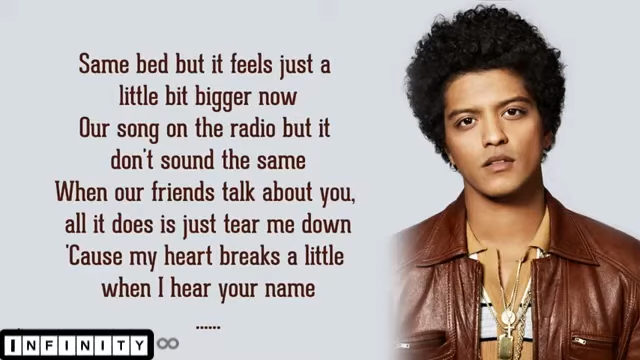 Same bed but it feels just a
little bit bigger now
Our song on the radio but it
don't sound the same
When our friends talk about you,
all it does is just tear me down
'Cause my heart breaks a little
when I hear your name
......
INFINITY